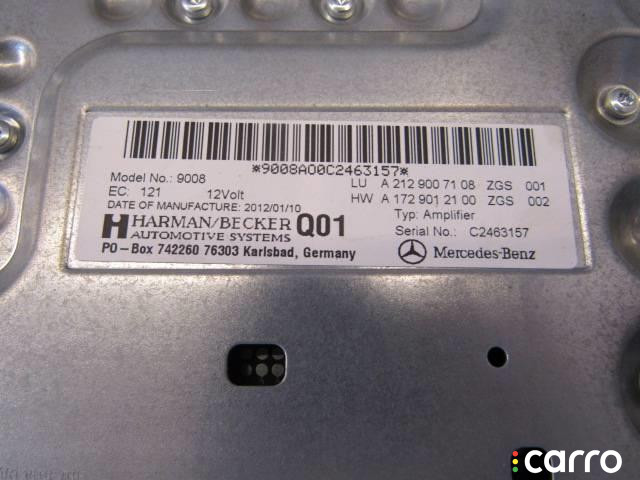 *9008A00C2463157*
Model No.: 9008
LU A 212 900 71 08 ZGS 001
EC: 121 12Volt
HW A 172 901 21 00 ZGS 002
DATE OF MANUFACTURE: 2012/01/10
Typ: Amplifier
HARMAN/BECKER Q01
AUTOMOTIVE SYSTEMS
Serial No.: C2463157
PO-Box 742260 76303 Karlsbad, Germany
Mercedes-Benz
carro